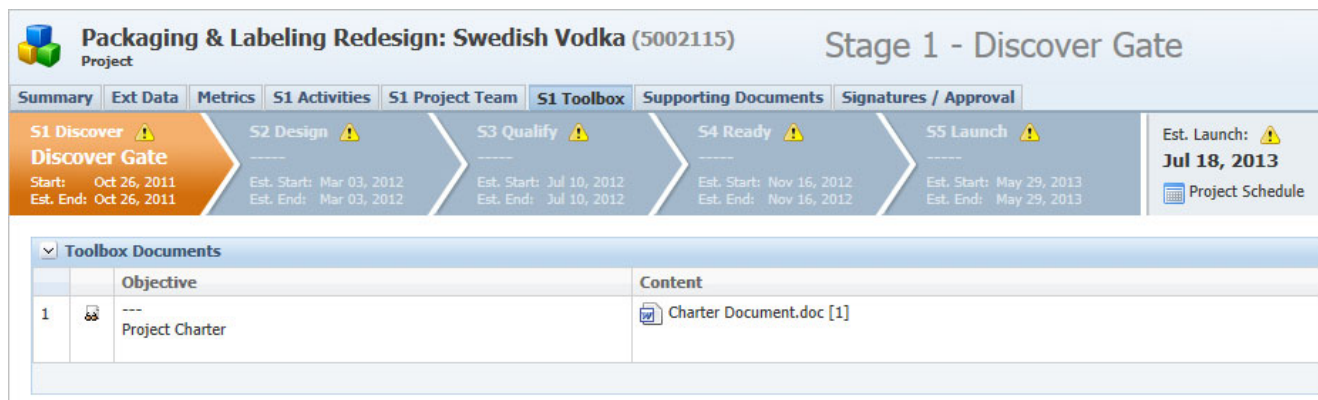 Packaging & Labeling Redesign: Swedish Vodka (5002115)
Project
Stage 1 - Discover Gate
Summary Ext Data Metrics S1 Activities S1 Project Team S1 Toolbox Supporting Documents Signatures / Approval
S1 Discover
Discover Gate
Start: Oct 26, 2011
Est. End: Oct 26, 2011
S2 Design
-----
Est. Start: Mar 03, 2012
Est. End: Mar 03, 2012
S3 Qualify
-----
Est. Start: Jul 10, 2012
Est. End: Jul 10, 2012
S4 Ready
-----
Est. Start: Nov 16, 2012
Est. End: Nov 16, 2012
S5 Launch
-----
Est. Start: May 29, 2013
Est. End: May 29, 2013
Est. Launch:
Jul 18, 2013
Project Schedule
Toolbox Documents
Objective Content
1 --- Charter Document.doc [1]
Project Charter